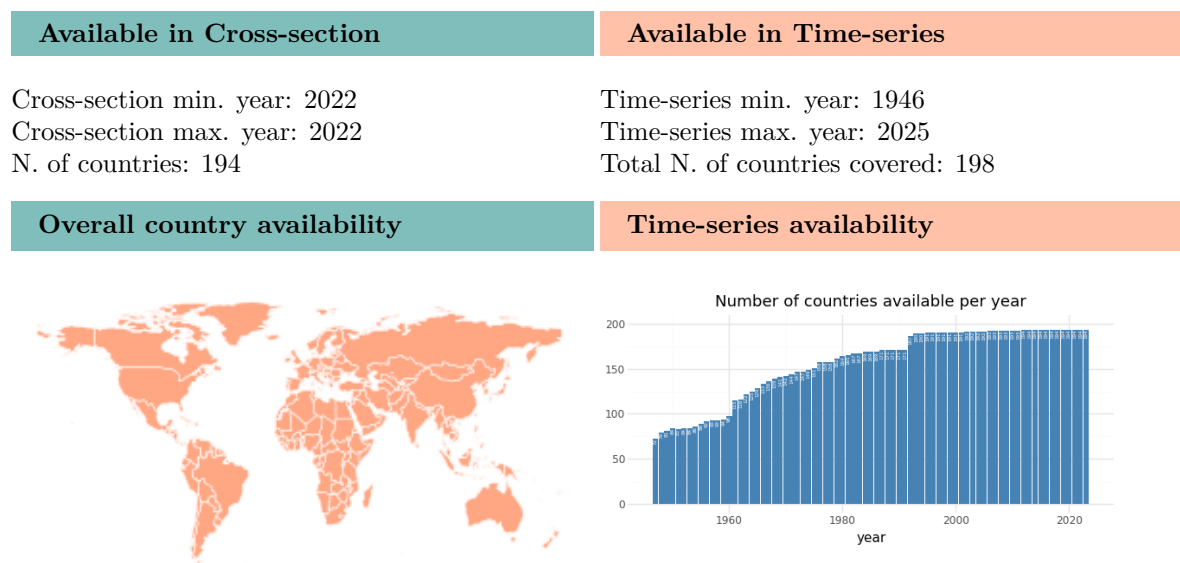 Available in Cross-section
Available in Time-series
Cross-section min. year: 2022
Cross-section max. year: 2022
N. of countries: 194
Time-series min. year: 1946
Time-series max. year: 2025
Total N. of countries covered: 198
Overall country availability
Time-series availability
Number of countries available per year
200
150
100
50
0
1960
1980
2000
2020
year